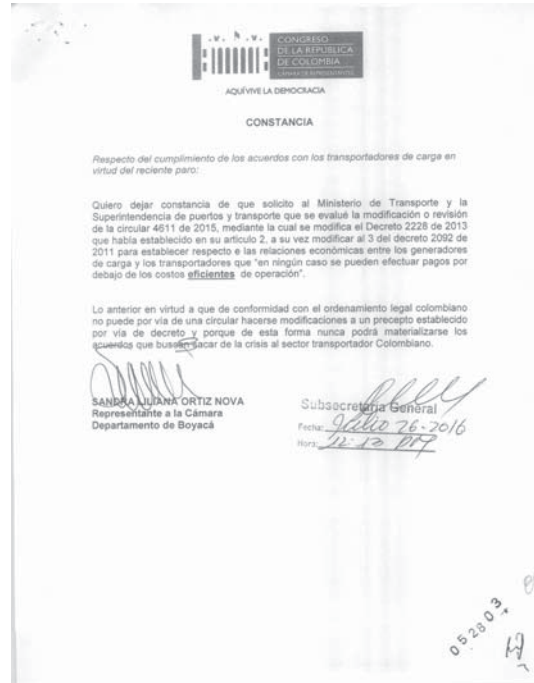 CONGRESO
DE LA REPÚBLICA
DE COLOMBIA
CÁMARA DE REPRESENTANTES
AQUÍ VIVE LA DEMOCRACIA
CONSTANCIA
Respecto del cumplimiento de los acuerdos con los transportadores de carga en
virtud del reciente paro:
Quiero dejar constancia de que solicito al Ministerio de Transporte y la
Superintendencia de puertos y transporte que se evalué la modificación o revisión
de la circular 4611 de 2015, mediante la cual se modifica el Decreto 2228 de 2013
que había establecido en su artículo 2, a su vez modificar al 3 del decreto 2092 de
2011 para establecer respecto e las relaciones económicas entre los generadores
de carga y los transportadores que "en ningún caso se pueden efectuar pagos por
debajo de los costos eficientes de operación".
Lo anterior en virtud a que de conformidad con el ordenamiento legal colombiano
no puede por vía de una circular hacerse modificaciones a un precepto establecido
por vía de decreto y porque de esta forma nunca podrá materializarse los
acuerdos que buscan sacar de la crisis al sector transportador Colombiano.
SANDRA LILIANA ORTIZ NOVA
Representante a la Cámara
Departamento de Boyacá
Subsecretaria General
Fecha: Julio 26-2016
Hora: 12:13 PM
052803